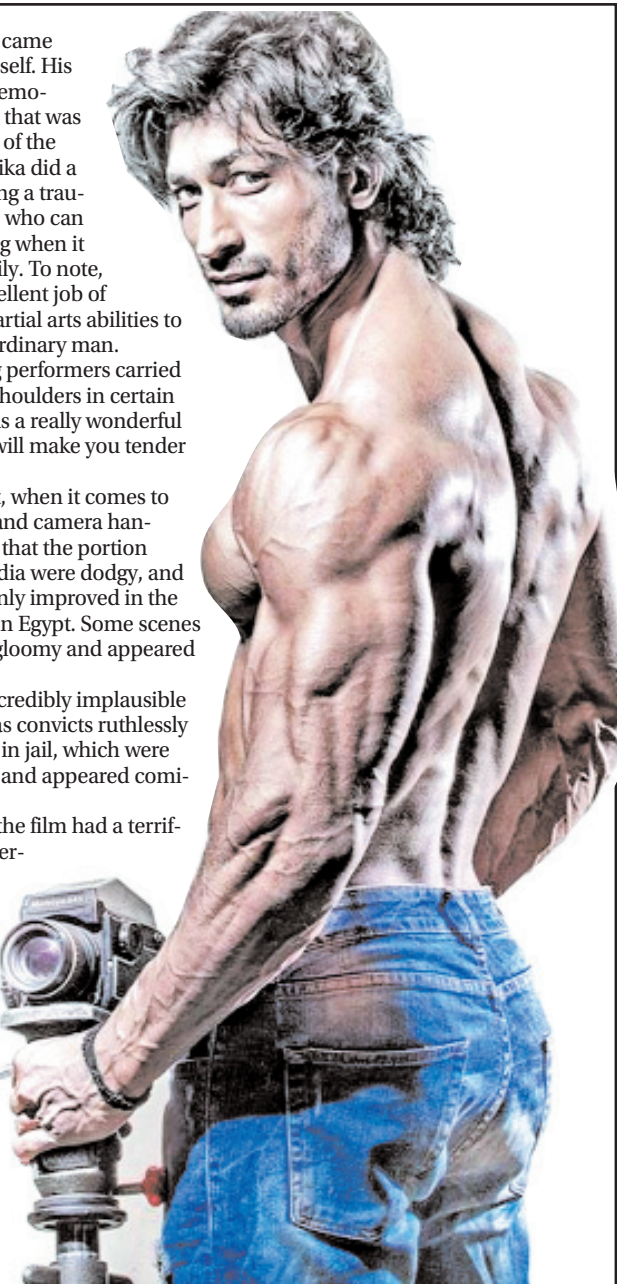 came
self. His
emo-
that was
of the
ika did a
ng a trau-
who can
g when it
ily. To note,
ellent job of
artial arts abilities to
rdinary man.
g performers carried
houlders in certain
s a really wonderful
will make you tender
, when it comes to
and camera han-
that the portion
dia were dodgy, and
nly improved in the
n Egypt. Some scenes
gloomy and appeared
credibly implausible
as convicts ruthlessly
in jail, which were
and appeared comi-
the film had a terrif-
er-